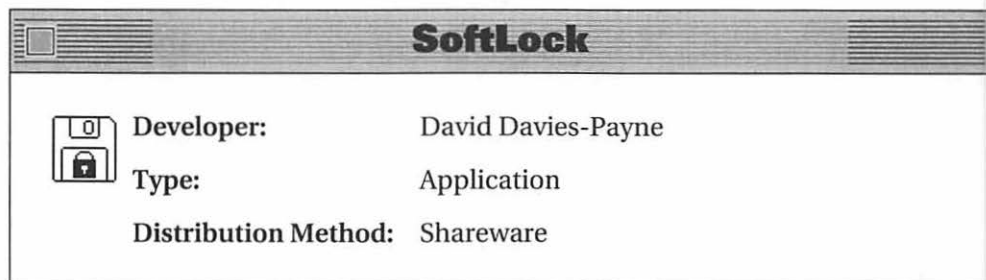 SoftLock
Developer: David Davies-Payne
Type: Application
Distribution Method: Shareware